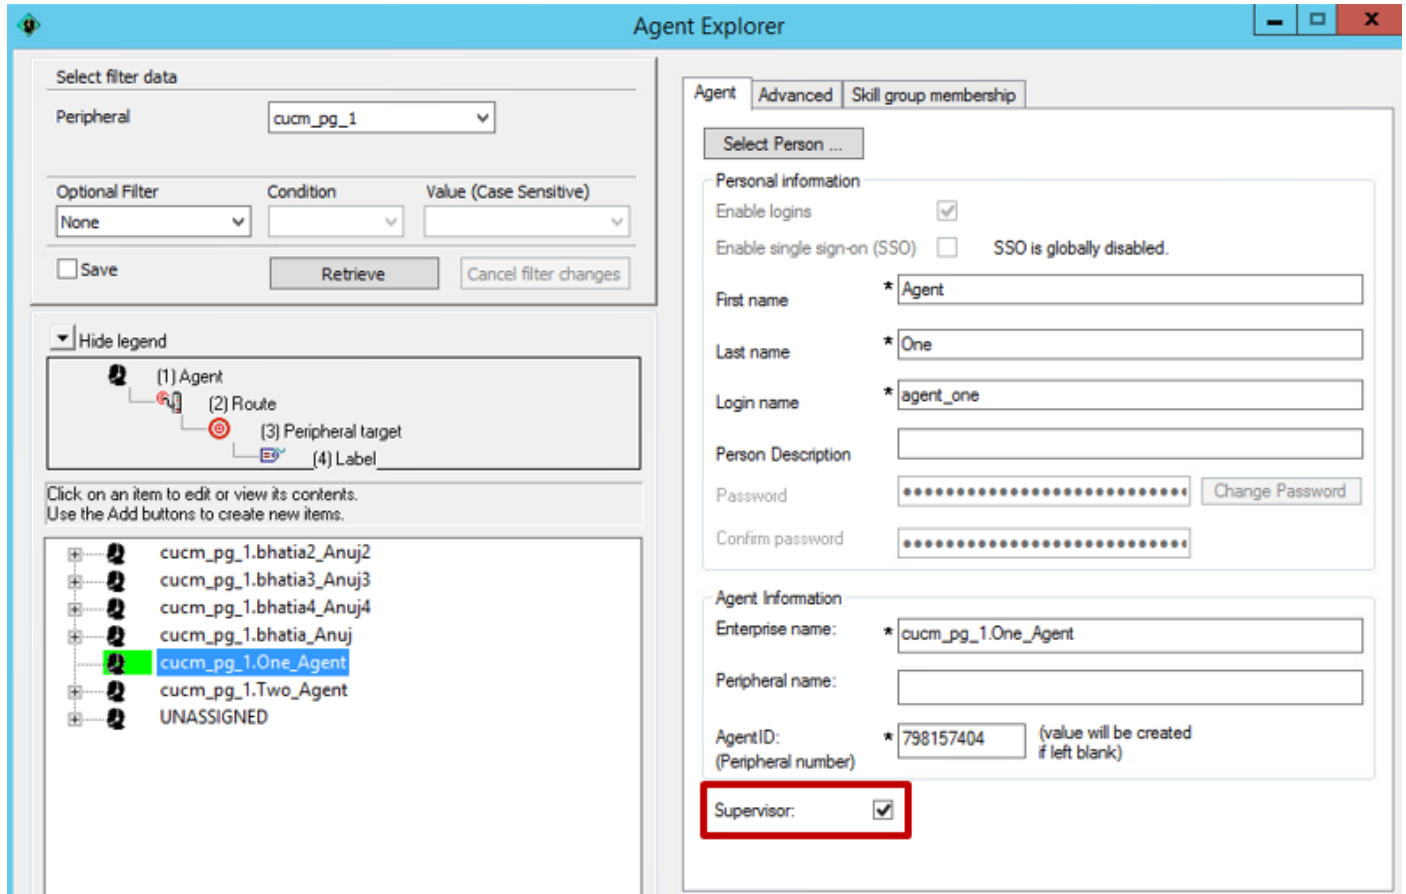 Agent Explorer
Select filter data
Peripheral
cucm_pg_1
Optional Filter
Condition
Value (Case Sensitive)
None
Save
Retrieve
Cancel filter changes
Hide legend
(1) Agent
(2) Route
(3) Peripheral target
(4) Label
Click on an item to edit or view its contents.
Use the Add buttons to create new items.
cucm_pg_1.bhatia2_Anuj2
cucm_pg_1.bhatia3_Anuj3
cucm_pg_1.bhatia4_Anuj4
cucm_pg_1.bhatia_Anuj
cucm_pg_1.One_Agent
cucm_pg_1.Two_Agent
UNASSIGNED
Agent
Advanced
Skill group membership
Select Person ...
Personal information
Enable logins
Enable single sign-on (SSO)
SSO is globally disabled.
First name
* Agent
Last name
* One
Login name
* agent_one
Person Description
Password
Change Password
Confirm password
Agent Information
Enterprise name:
* cucm_pg_1.One_Agent
Peripheral name:
AgentID:
(Peripheral number)
* 798157404
(value will be created
if left blank)
Supervisor: